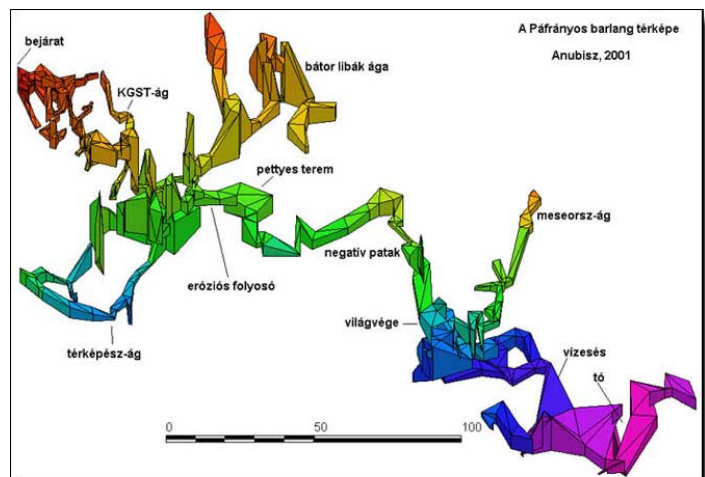 A Páfrányos barlang térképe
Anubisz, 2001
bejárat
KGST-ág
bátor libák ága
pettyes terem
meseorsz-ág
negatív patak
eróziós folyosó
világvége
térképész-ág
vízesés
tó
0 50 100